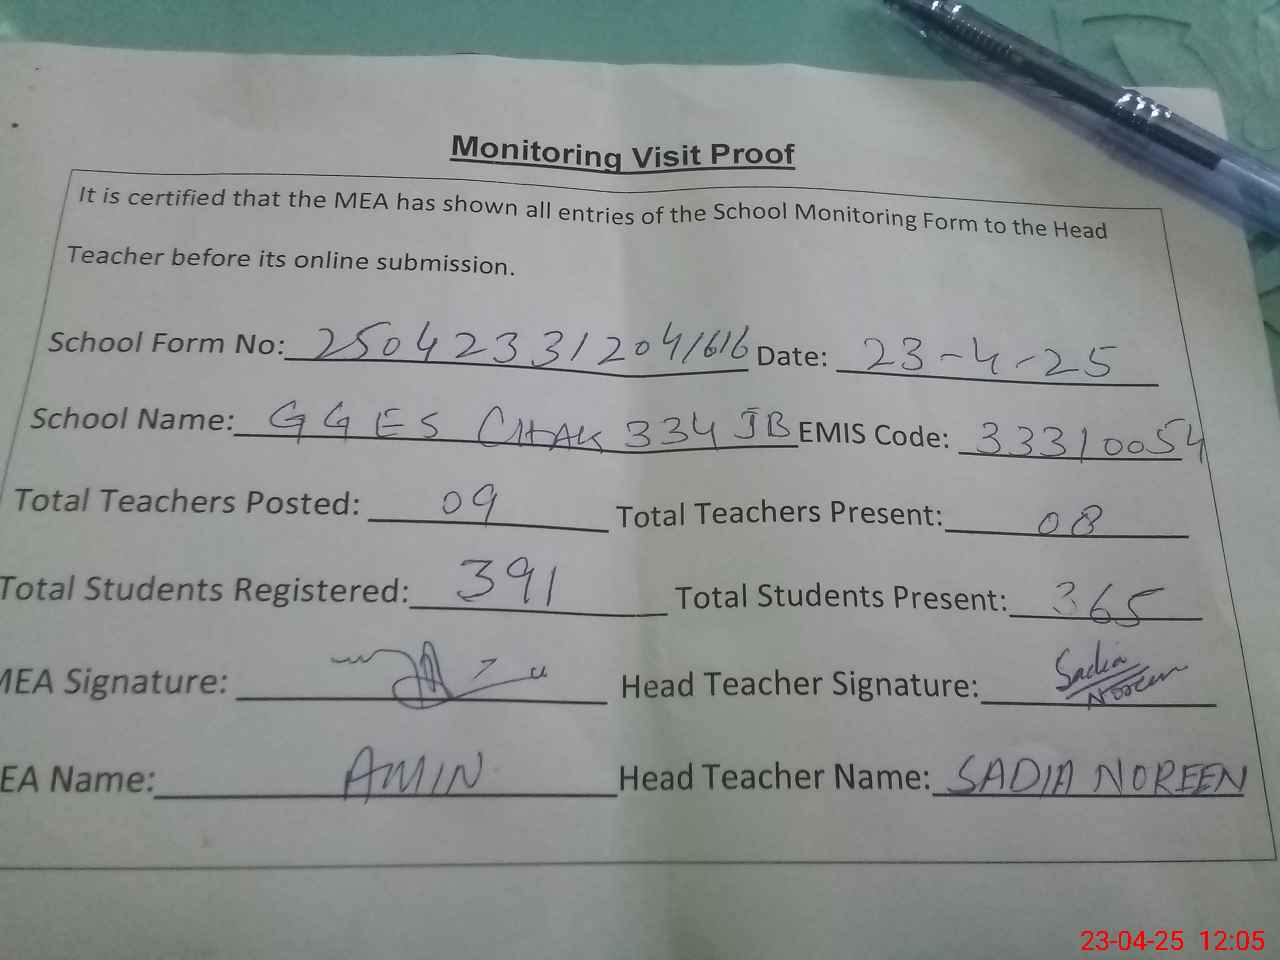 Monitoring Visit Proof
It is certified that the MEA has shown all entries of the School Monitoring Form to the Head
Teacher before its online submission.
School Form No: 250423312041616 Date: 23-4-25
School Name: GGES CHAK 334 JB EMIS Code: 33310054
Total Teachers Posted: 09 Total Teachers Present: 08
Total Students Registered: 391 Total Students Present: 365
MEA Signature: Head Teacher Signature: Sadia Noreen
EA Name: AMIN Head Teacher Name: SADIA NOREEN
23-04-25 12:05